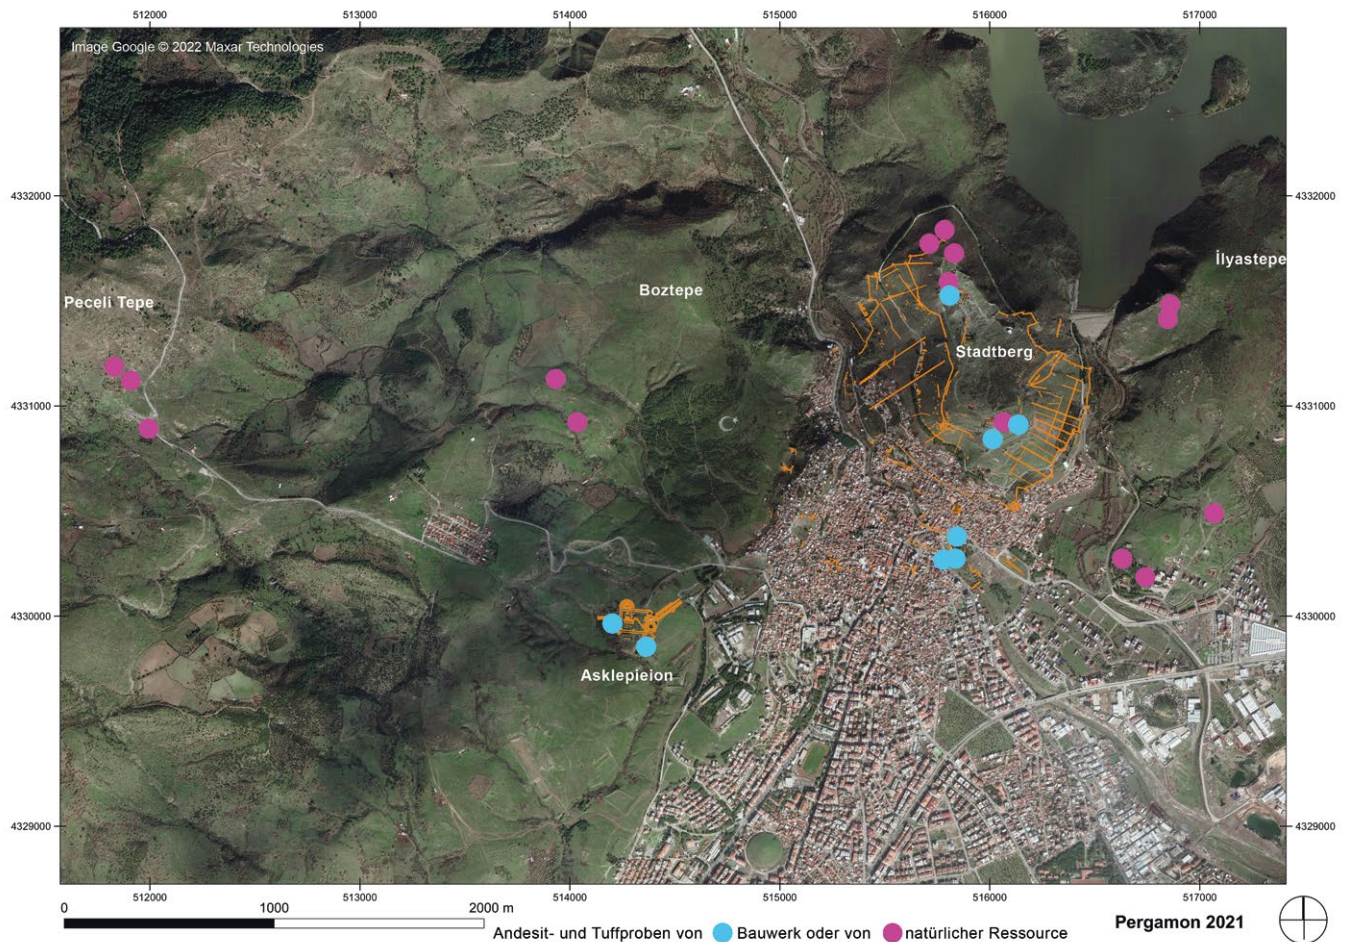 512000 513000 514000 515000 516000 517000
Image Google © 2022 Maxar Technologies
4332000 4332000
İlyastepe
Peceli Tepe Boztepe
Stadtberg
4331000 4331000
4330000 4330000
Asklepieion
4329000 4329000
512000 513000 514000 515000 516000 517000
0 1000 2000 m
Andesit- und Tuffproben von Bauwerk oder von natürlicher Ressource
Pergamon 2021